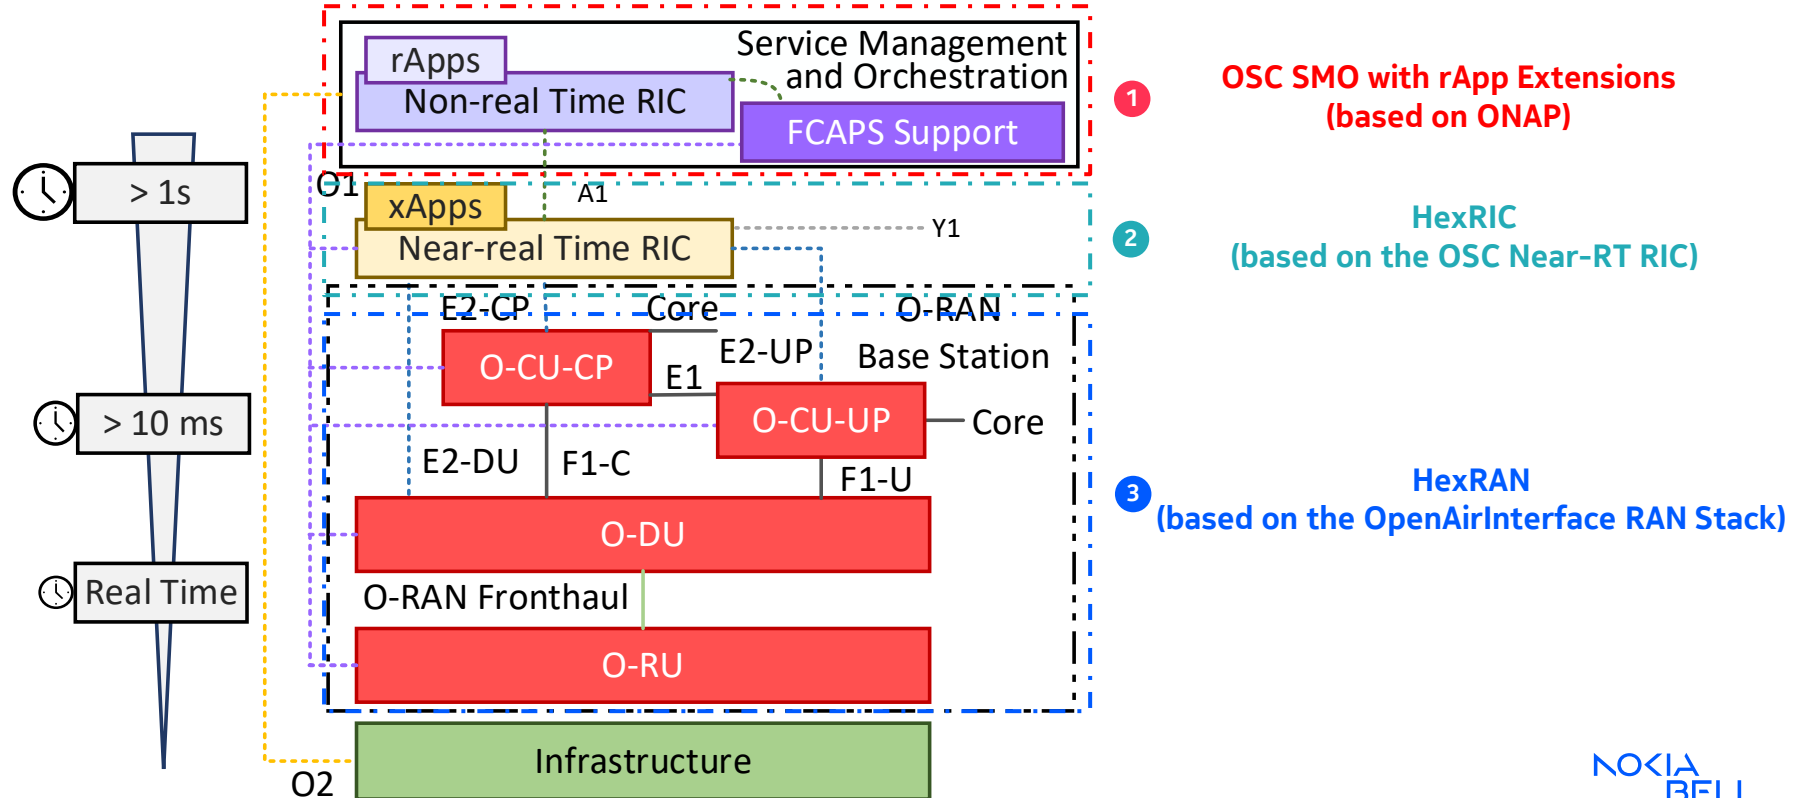 rApps
Non-real Time RIC
Service Management
and Orchestration
FCAPS Support
1
OSC SMO with rApp Extensions
(based on ONAP)
> 1s
O1
A1
xApps
Near-real Time RIC
Y1
2
HexRIC
(based on the OSC Near-RT RIC)
E2-CP
Core
O-RAN
Base Station
O-CU-CP
E1
E2-UP
O-CU-UP
Core
> 10 ms
E2-DU
F1-C
F1-U
3
HexRAN
(based on the OpenAirInterface RAN Stack)
O-DU
Real Time
O-RAN Fronthaul
O-RU
Infrastructure
O2
NOKIA
BELL